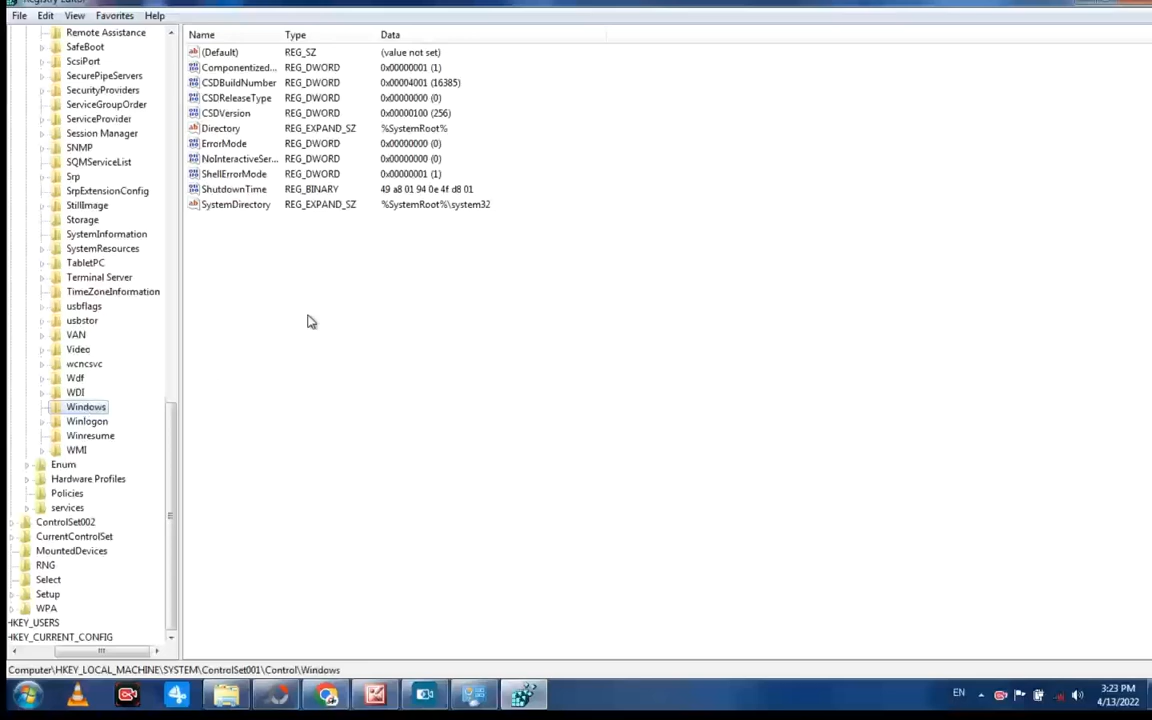 File Edit View Favorites Help
Name Type Data
Remote Assistance
SafeBoot
ScsiPort
SecurePipeServers
SecurityProviders
ServiceGroupOrder
ServiceProvider
Session Manager
SNMP
SQMServiceList
Srp
SrpExtensionConfig
StillImage
Storage
SystemInformation
SystemResources
TabletPC
Terminal Server
TimeZoneInformation
usbflags
usbstor
VAN
Video
wcncsvc
Wdf
WDI
Windows
Winlogon
Winresume
WMI
Enum
Hardware Profiles
Policies
services
ControlSet002
CurrentControlSet
MountedDevices
RNG
Select
Setup
WPA
HKEY_USERS
HKEY_CURRENT_CONFIG
(Default) REG_SZ (value not set)
Componentized... REG_DWORD 0x00000001 (1)
CSDBuildNumber REG_DWORD 0x00004001 (16385)
CSDReleaseType REG_DWORD 0x00000000 (0)
CSDVersion REG_DWORD 0x00000100 (256)
Directory REG_EXPAND_SZ %SystemRoot%
ErrorMode REG_DWORD 0x00000000 (0)
NoInteractiveSer... REG_DWORD 0x00000000 (0)
ShellErrorMode REG_DWORD 0x00000001 (1)
ShutdownTime REG_BINARY 49 a8 01 94 0e 4f d8 01
SystemDirectory REG_EXPAND_SZ %SystemRoot%\system32
Computer\HKEY_LOCAL_MACHINE\SYSTEM\ControlSet001\Control\Windows
EN
3:23 PM
4/13/2022